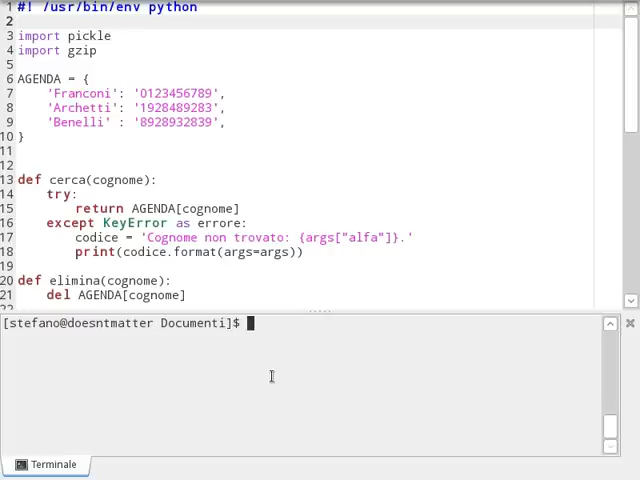 1 #! /usr/bin/env python
2
3 import pickle
4 import gzip
5
6 AGENDA = {
7     'Franconi': '0123456789',
8     'Archetti': '1928489283',
9     'Benelli' : '8928932839',
10 }
11
12
13 def cerca(cognome):
14     try:
15         return AGENDA[cognome]
16     except KeyError as errore:
17         codice = 'Cognome non trovato: {args["alfa"]}.'
18         print(codice.format(args=args))
19
20 def elimina(cognome):
21     del AGENDA[cognome]
22
[stefano@doesntmatter Documenti]$
Terminale